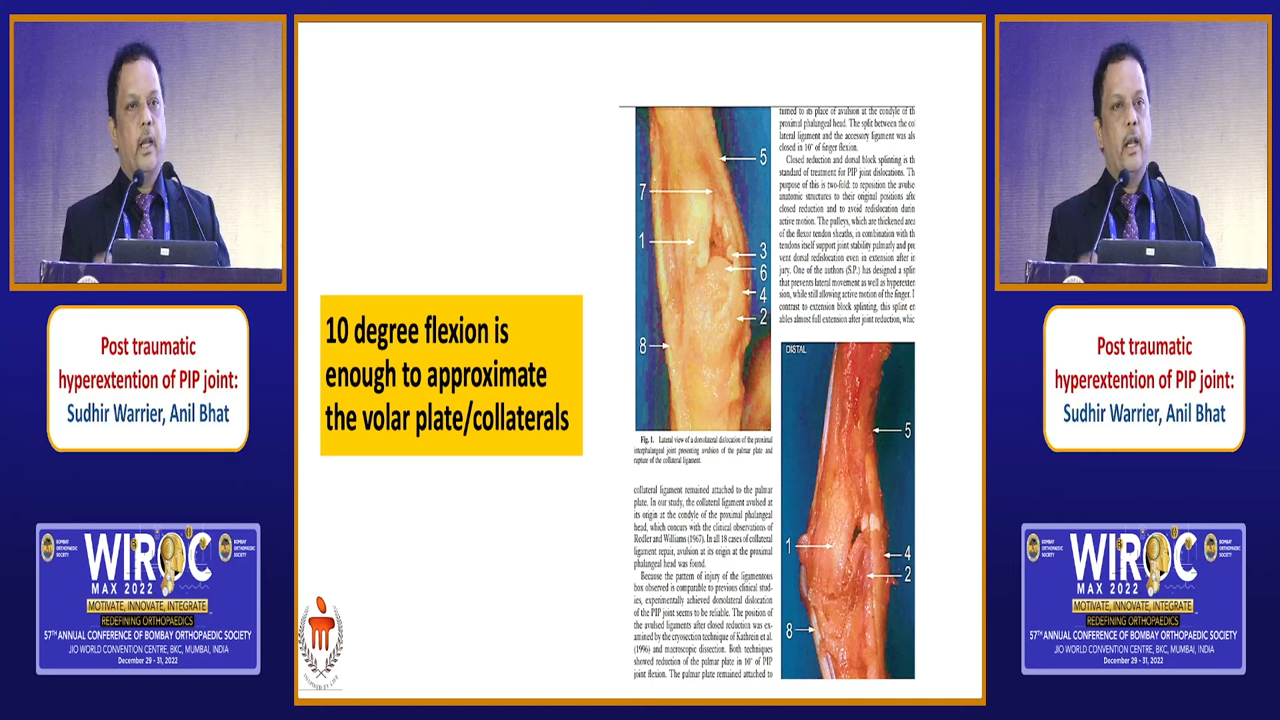 Post traumatic
hyperextention of PIP joint:
Sudhir Warrier, Anil Bhat
BOMBAY
ORTHOPAEDIC
SOCIETY
WIROC
MAX 2022
MOTIVATE, INNOVATE, INTEGRATE
REDEFINING ORTHOPAEDICS
57TH ANNUAL CONFERENCE OF BOMBAY ORTHOPAEDIC SOCIETY
JIO WORLD CONVENTION CENTRE, BKC, MUMBAI, INDIA
December 29 - 31, 2022
10 degree flexion is
enough to approximate
the volar plate/collaterals
INSPIRED BY LIFE
5
7
1
3
6
4
2
8
Fig. 1. Lateral view of a dorsolateral dislocation of the proximal
interphalangeal joint presenting avulsion of the palmar plate and
rupture of the collateral ligament.
collateral ligament remained attached to the palmar
plate. In our study, the collateral ligament avulsed at
its origin at the condyle of the proximal phalangeal
head, which concurs with the clinical observations of
Redler and Williams (1967). In all 18 cases of collateral
ligament repair, avulsion at its origin at the proximal
phalangeal head was found.
Because the pattern of injury of the ligamentous
box observed is comparable to previous clinical stud-
ies, experimentally achieved dorsolateral dislocation
of the PIP joint seems to be reliable. The position of
the avulsed ligaments after closed reduction was ex-
amined by the cryosection technique of Kathrein et al.
(1996) and macroscopic dissection. Both techniques
showed reduction of the palmar plate in 10° of PIP
joint flexion. The palmar plate remained attached to
turned to its place of avulsion at the condyle of th
proximal phalangeal head. The split between the col
lateral ligament and the accessory ligament was als
closed in 10° of finger flexion.
Closed reduction and dorsal block splinting is th
standard of treatment for PIP joint dislocations. Th
purpose of this is two-fold: to reposition the avulse
anatomic structures to their original positions afte
closed reduction and to avoid redislocation durin
active motion. The pulleys, which are thickened area
of the flexor tendon sheaths, in combination with th
tendons itself support joint stability palmarly and pre
vent dorsal redislocation even in extension after in
jury. One of the authors (S.P.) has designed a splin
that prevents lateral movement as well as hyperexten
sion, while still allowing active motion of the finger. I
contrast to extension block splinting, this splint en
ables almost full extension after joint reduction, whic
DISTAL
5
1
4
2
8
Post traumatic
hyperextention of PIP joint:
Sudhir Warrier, Anil Bhat
BOMBAY
ORTHOPAEDIC
SOCIETY
WIROC
MAX 2022
MOTIVATE, INNOVATE, INTEGRATE
REDEFINING ORTHOPAEDICS
57TH ANNUAL CONFERENCE OF BOMBAY ORTHOPAEDIC SOCIETY
JIO WORLD CONVENTION CENTRE, BKC, MUMBAI, INDIA
December 29 - 31, 2022